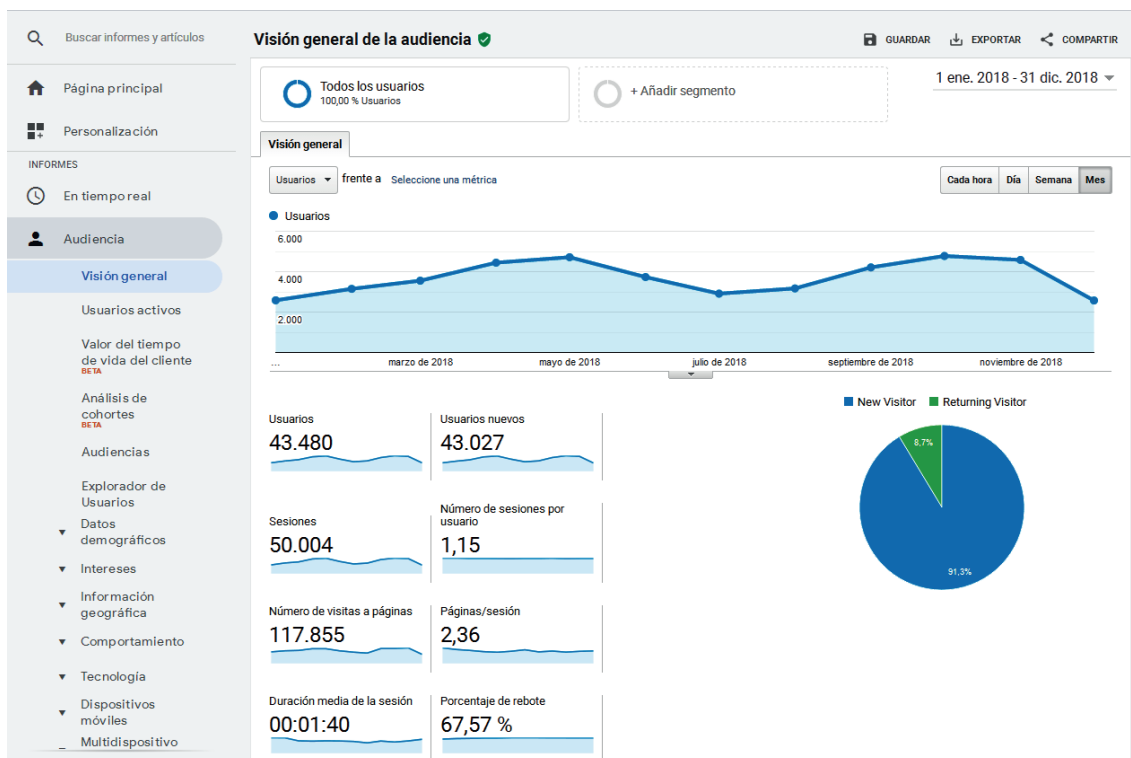 Buscar informes y artículos
Página principal
Personalización
INFORMES
En tiempo real
Audiencia
Visión general
Usuarios activos
Valor del tiempo
de vida del cliente
BETA
Análisis de
cohortes
BETA
Audiencias
Explorador de
Usuarios
Datos
demográficos
Intereses
Información
geográfica
Comportamiento
Tecnología
Dispositivos
móviles
Multidispositivo
Visión general de la audiencia
GUARDAR
EXPORTAR
COMPARTIR
Todos los usuarios
100,00 % Usuarios
+ Añadir segmento
1 ene. 2018 - 31 dic. 2018
Visión general
Usuarios
frente a
Seleccione una métrica
Cada hora
Día
Semana
Mes
Usuarios
6.000
4.000
2.000
...
marzo de 2018
mayo de 2018
julio de 2018
septiembre de 2018
noviembre de 2018
New Visitor
Returning Visitor
8,7%
91,3%
Usuarios
43.480
Usuarios nuevos
43.027
Sesiones
50.004
Número de sesiones por
usuario
1,15
Número de visitas a páginas
117.855
Páginas/sesión
2,36
Duración media de la sesión
00:01:40
Porcentaje de rebote
67,57 %